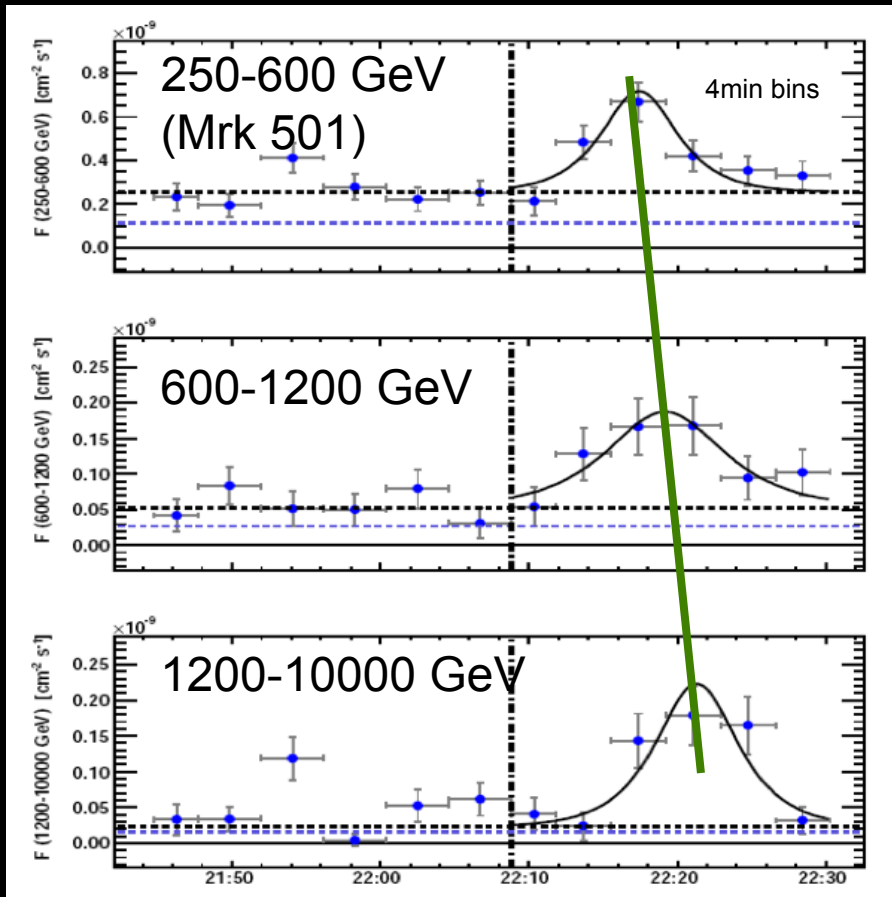 ×10⁻⁹
250-600 GeV
(Mrk 501)
4min bins
F (250-600 GeV) [cm⁻² s⁻¹]
0.8
0.6
0.4
0.2
0.0
×10⁻⁹
600-1200 GeV
F (600-1200 GeV) [cm⁻² s⁻¹]
0.25
0.20
0.15
0.10
0.05
0.00
×10⁻⁹
1200-10000 GeV
F (1200-10000 GeV) [cm⁻² s⁻¹]
0.25
0.20
0.15
0.10
0.05
0.00
21:50 22:00 22:10 22:20 22:30